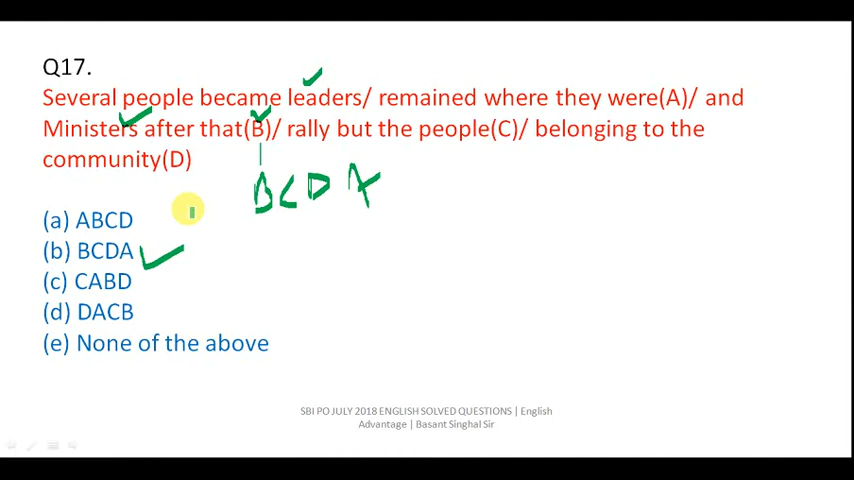 Q17.
Several people became leaders/ remained where they were(A)/ and
Ministers after that(B)/ rally but the people(C)/ belonging to the
community(D)
BCDA
(a) ABCD
(b) BCDA
(c) CABD
(d) DACB
(e) None of the above
SBI PO JULY 2018 ENGLISH SOLVED QUESTIONS | English
Advantage | Basant Singhal Sir